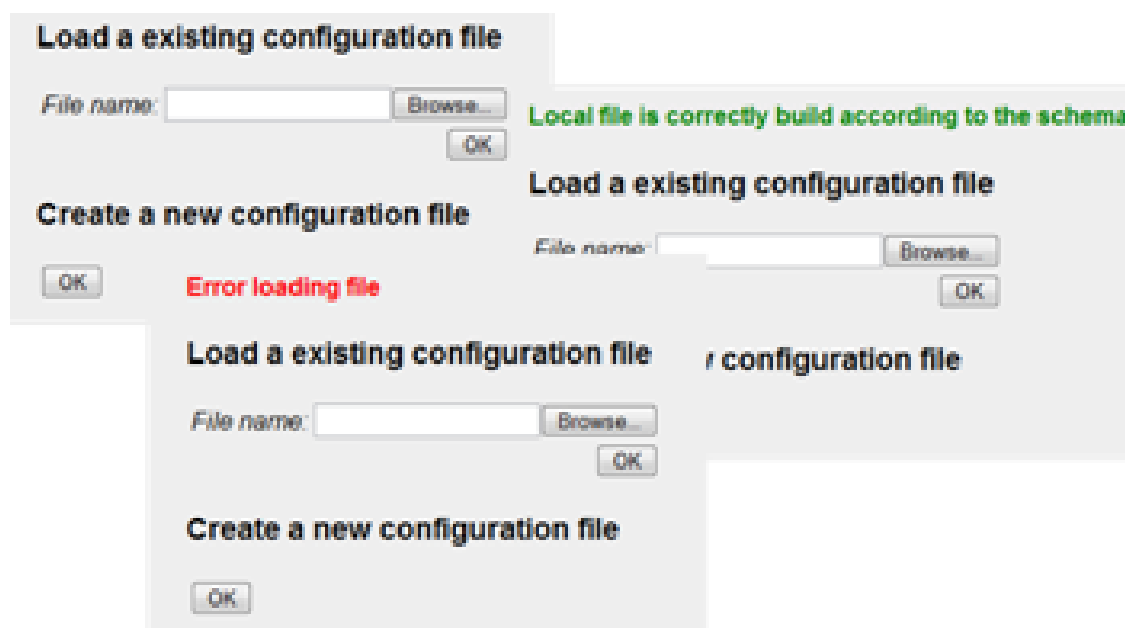 Load a existing configuration file
File name: Browse...
OK
Create a new configuration file
OK
Local file is correctly build according to the schema
Load a existing configuration file
File name: Browse...
OK
configuration file
Error loading file
Load a existing configuration file
File name: Browse...
OK
Create a new configuration file
OK